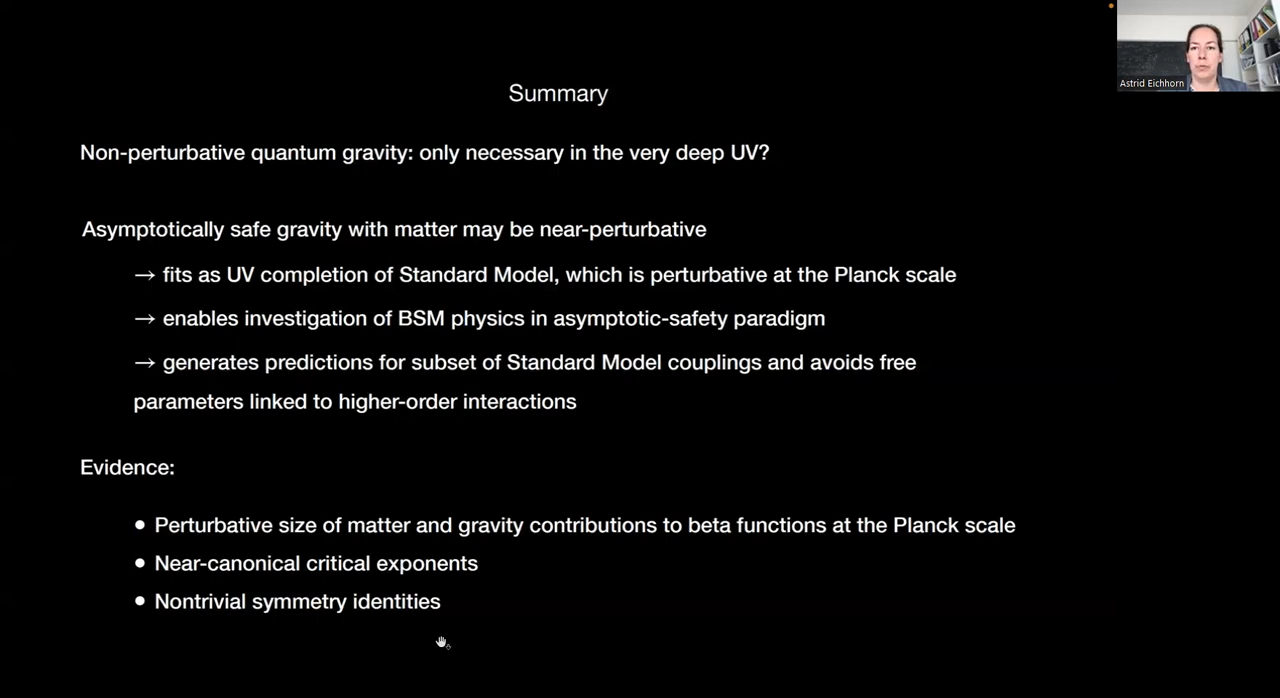 Astrid Eichhorn
Summary
Non-perturbative quantum gravity: only necessary in the very deep UV?
Asymptotically safe gravity with matter may be near-perturbative
→ fits as UV completion of Standard Model, which is perturbative at the Planck scale
→ enables investigation of BSM physics in asymptotic-safety paradigm
→ generates predictions for subset of Standard Model couplings and avoids free
parameters linked to higher-order interactions
Evidence:
• Perturbative size of matter and gravity contributions to beta functions at the Planck scale
• Near-canonical critical exponents
• Nontrivial symmetry identities